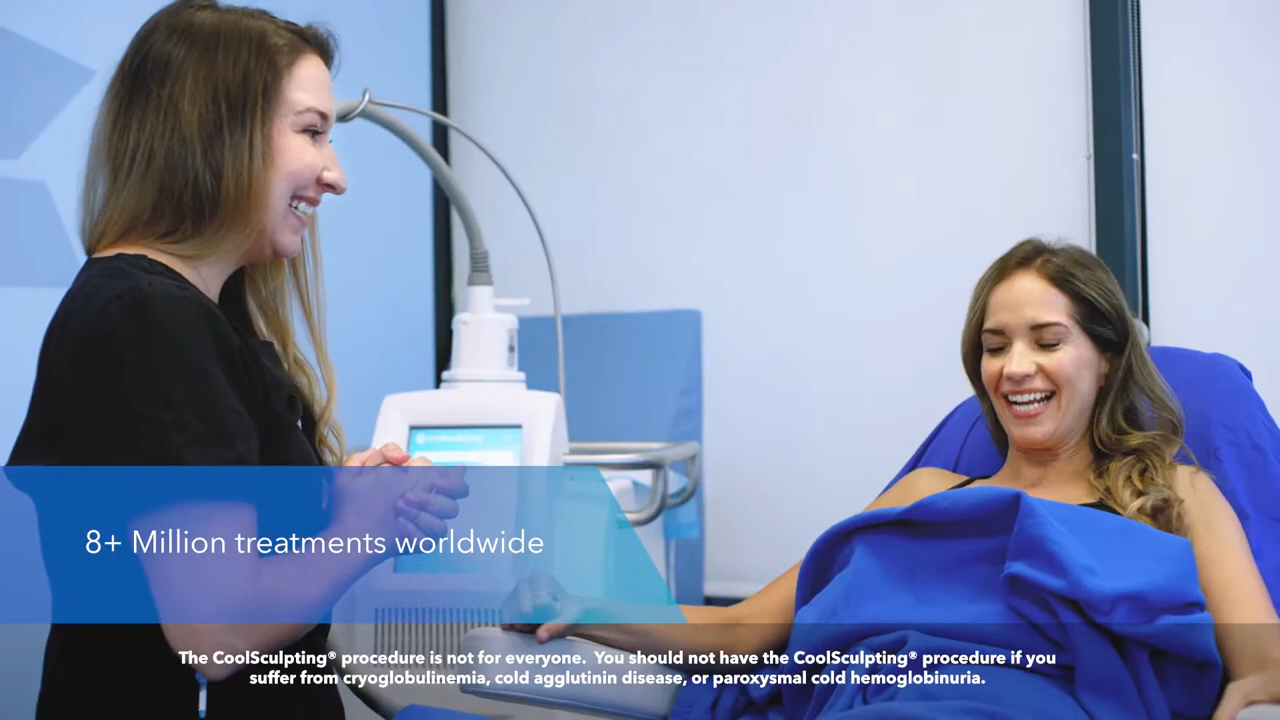 8+ Million treatments worldwide
The CoolSculpting® procedure is not for everyone.  You should not have the CoolSculpting® procedure if you
suffer from cryoglobulinemia, cold agglutinin disease, or paroxysmal cold hemoglobinuria.